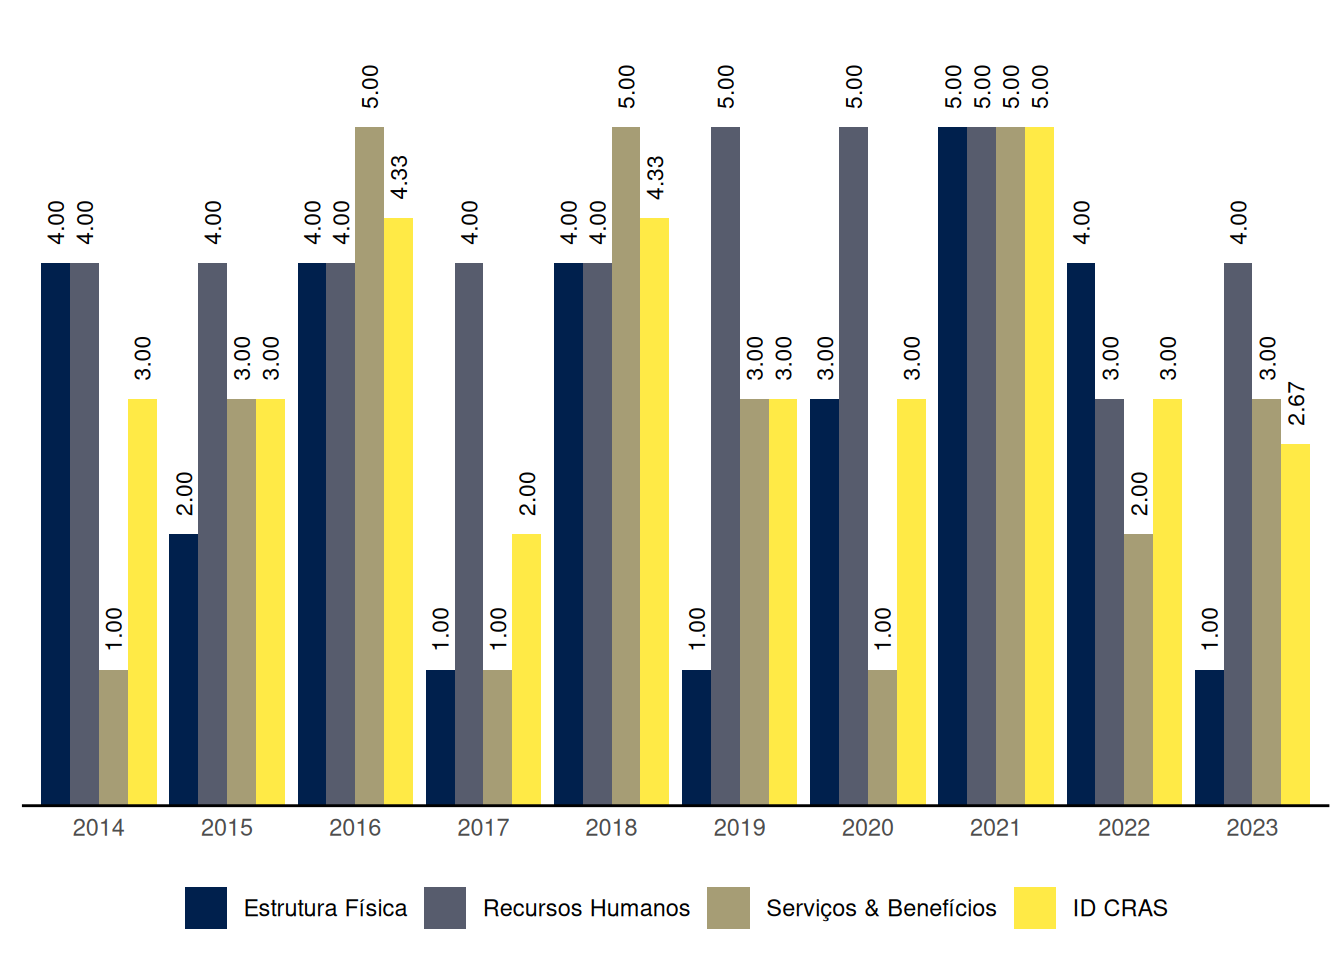 5.00 5.00 5.00 5.00 5.00 5.00 5.00 5.00
4.33 4.33
4.00 4.00 4.00 4.00 4.00 4.00 4.00 4.00 4.00 4.00
3.00 3.00 3.00 3.00 3.00 3.00 3.00 3.00 3.00 3.00
2.67
2.00 2.00 2.00
1.00 1.00 1.00 1.00 1.00 1.00
2014 2015 2016 2017 2018 2019 2020 2021 2022 2023
Estrutura Física Recursos Humanos Serviços & Benefícios ID CRAS